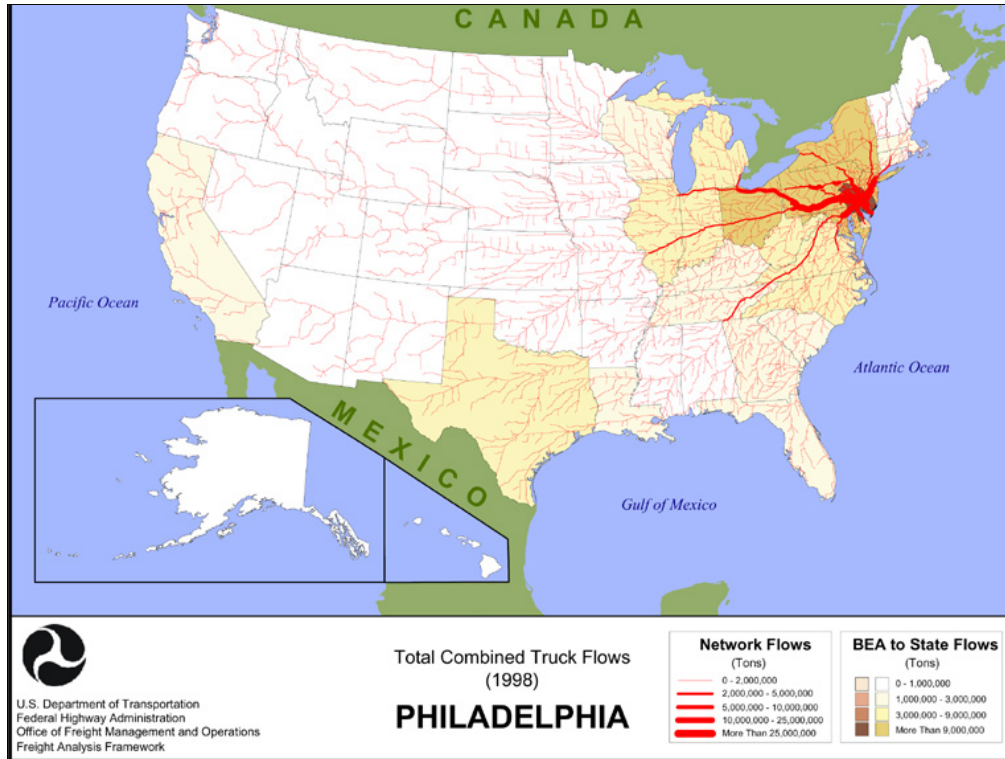 CANADA
Pacific Ocean
Atlantic Ocean
MEXICO
Gulf of Mexico
U.S. Department of Transportation
Federal Highway Administration
Office of Freight Management and Operations
Freight Analysis Framework
Total Combined Truck Flows
(1998)
PHILADELPHIA
Network Flows
(Tons)
0 - 2,000,000
2,000,000 - 5,000,000
5,000,000 - 10,000,000
10,000,000 - 25,000,000
More Than 25,000,000
BEA to State Flows
(Tons)
0 - 1,000,000
1,000,000 - 3,000,000
3,000,000 - 9,000,000
More Than 9,000,000